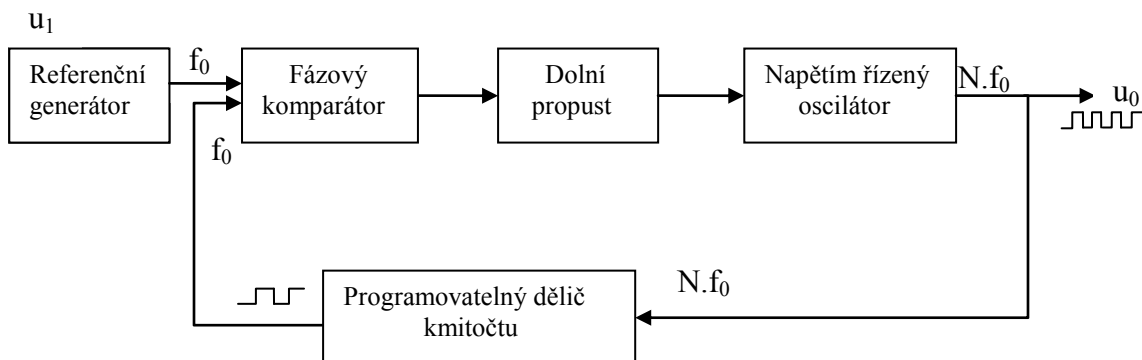 u₁
Referenční
generátor
f₀
Fázový
komparátor
Dolní
propust
Napětím řízený
oscilátor
N.f₀
u₀
f₀
Programovatelný dělič
kmitočtu
N.f₀